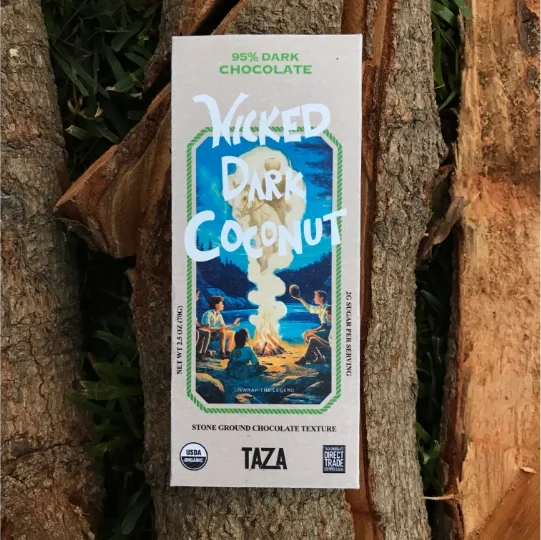 95% DARK
CHOCOLATE
WICKED
DARK
COCONUT
NET WT 2.5 OZ (70G)
2G SUGAR PER SERVING
UNWRAP THE LEGEND
STONE GROUND CHOCOLATE TEXTURE
USDA
ORGANIC
TAZA
DIRECT
TRADE